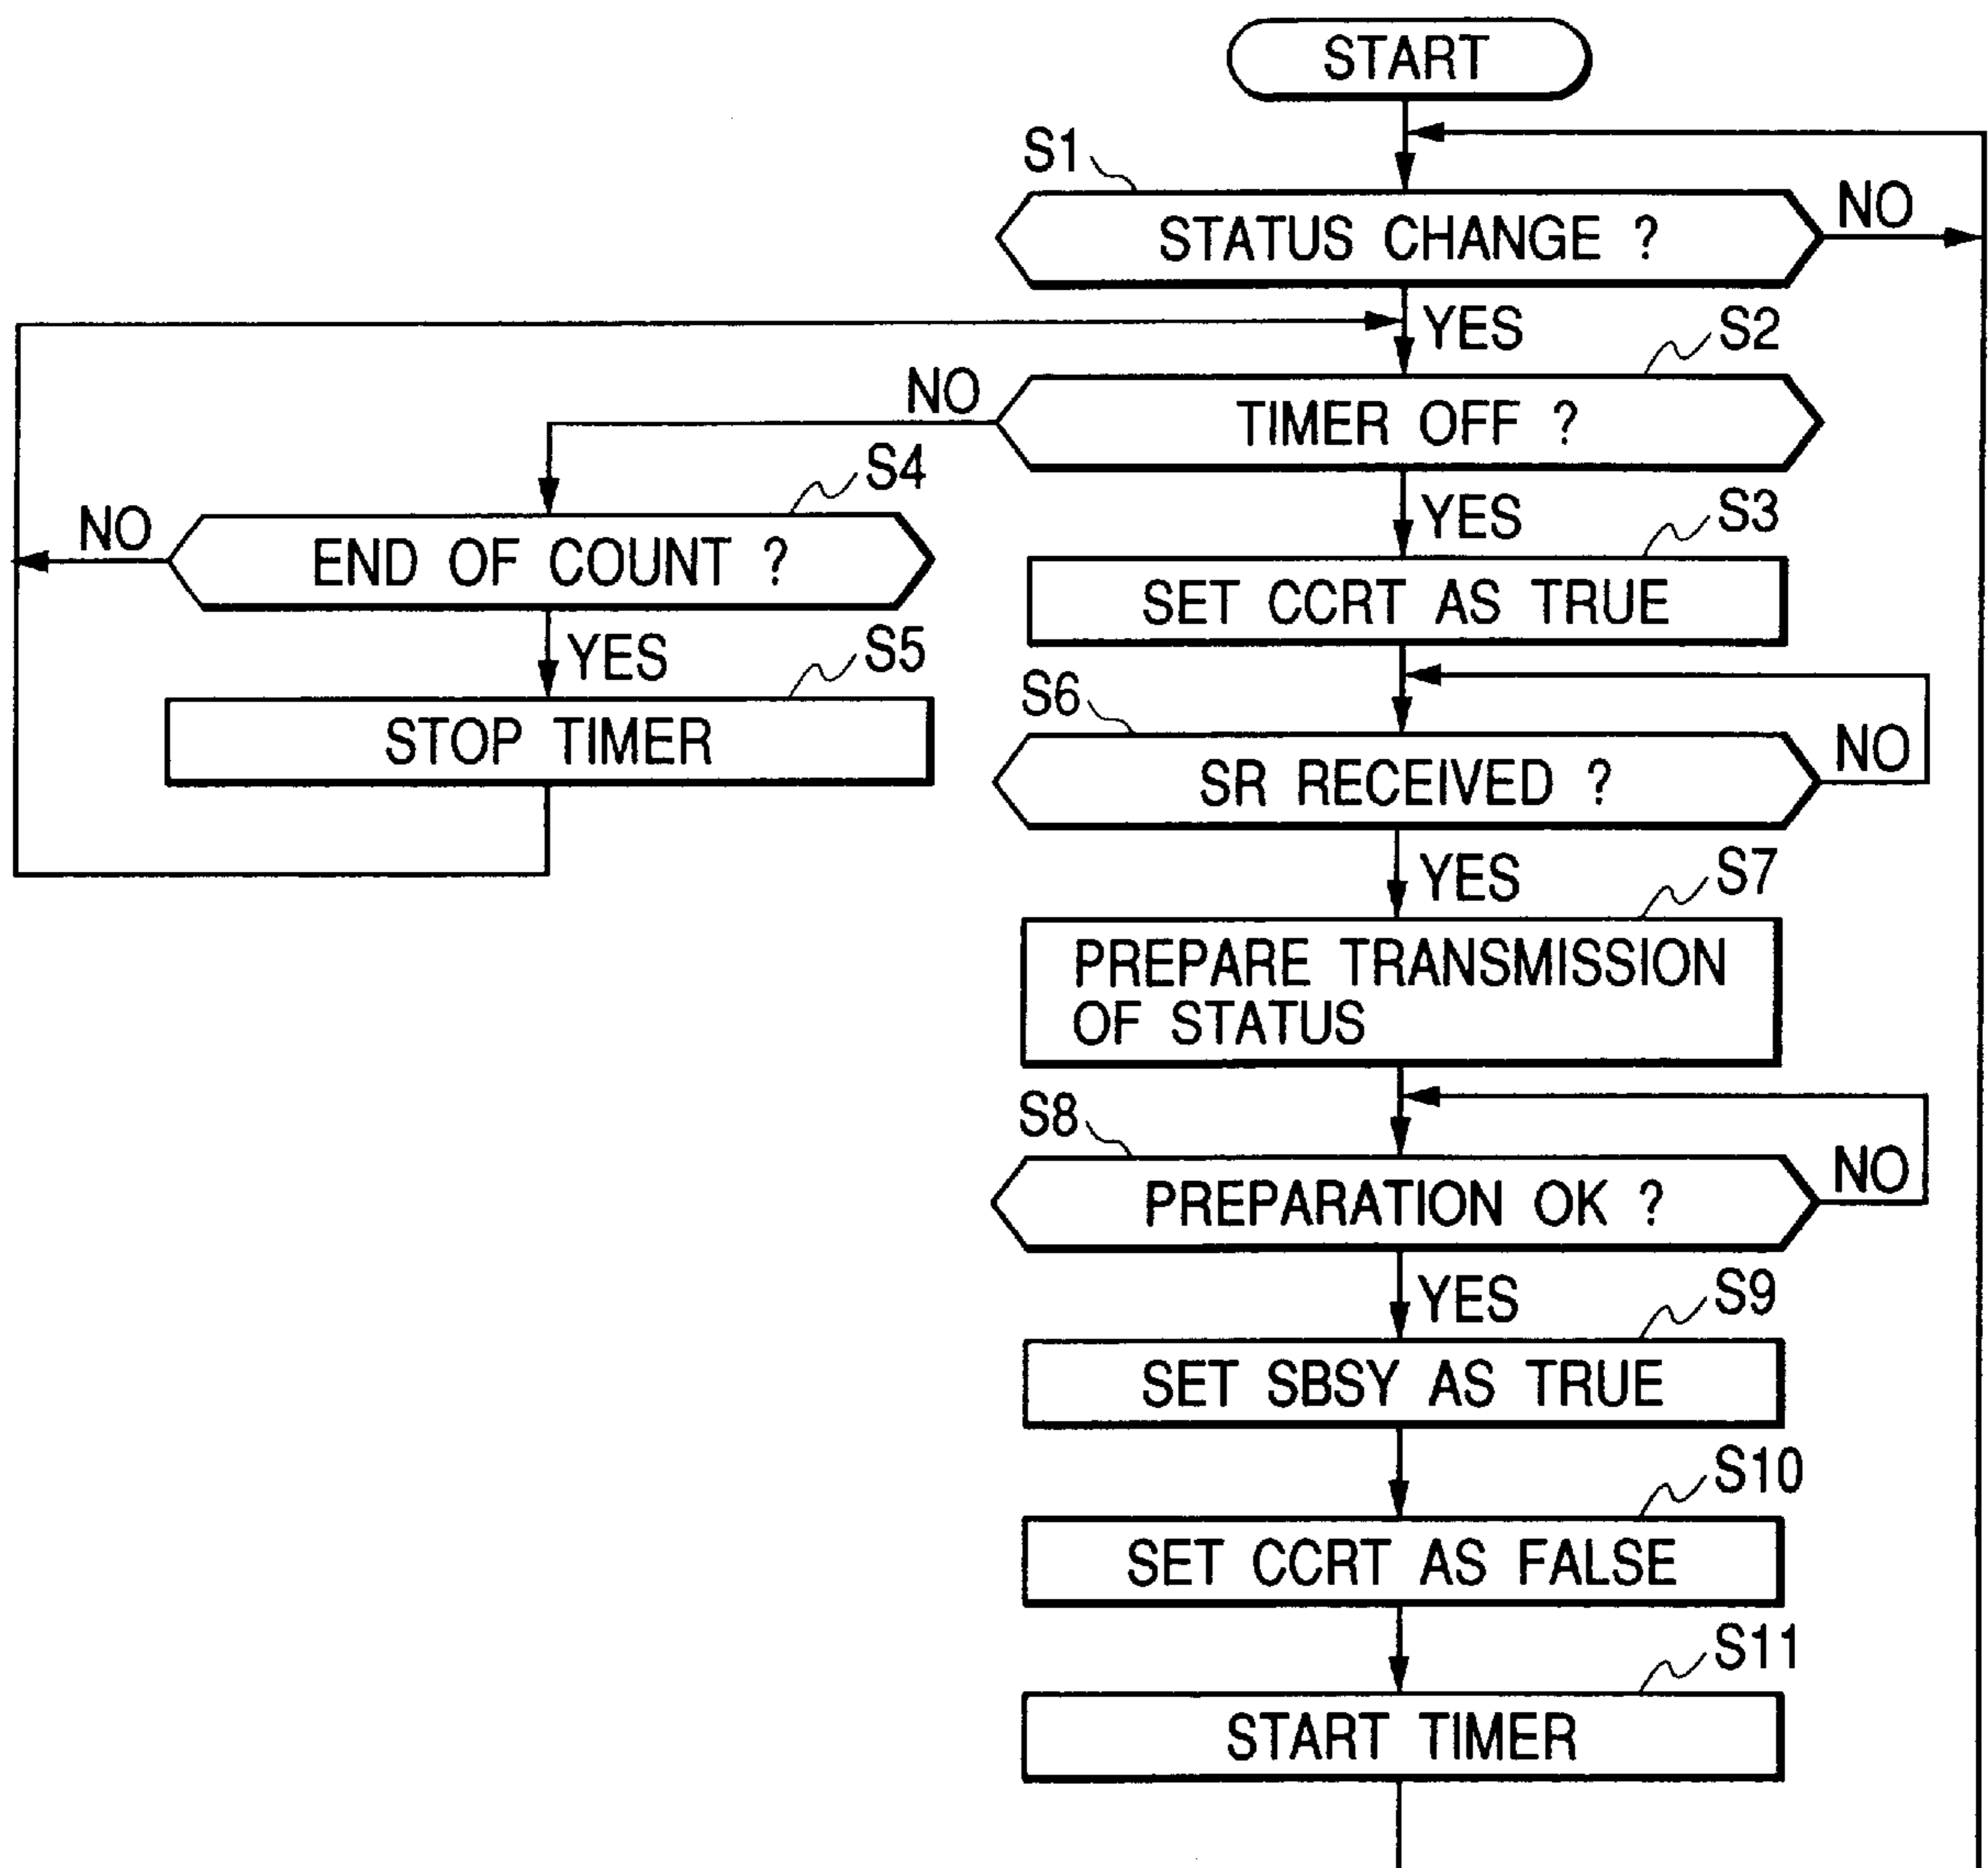 START
S1
STATUS CHANGE ?
NO
YES
S2
TIMER OFF ?
NO
S4
END OF COUNT ?
NO
YES
S5
STOP TIMER
YES
S3
SET CCRT AS TRUE
S6
SR RECEIVED ?
NO
YES
S7
PREPARE TRANSMISSION
OF STATUS
S8
PREPARATION OK ?
NO
YES
S9
SET SBSY AS TRUE
S10
SET CCRT AS FALSE
S11
START TIMER